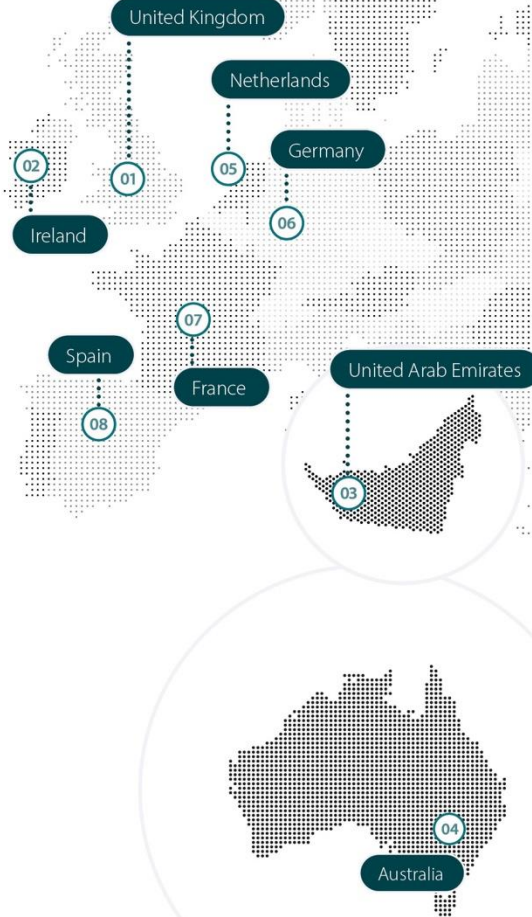 United Kingdom
Netherlands
Germany
02
01
05
Ireland
06
07
Spain
France
United Arab Emirates
08
03
04
Australia